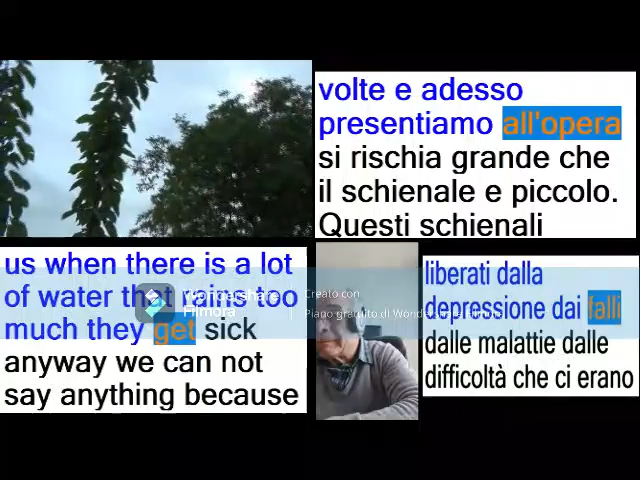 volte e adesso
presentiamo all'opera
si rischia grande che
il schienale e piccolo.
Questi schienali
us when there is a lot
of water that rains too
much they get sick
anyway we can not
say anything because
Wondershare
Filmora
Creato con
Piano gratuito di Wondershare
liberati dalla
depressione dai falli
dalle malattie dalle
difficoltà che ci erano